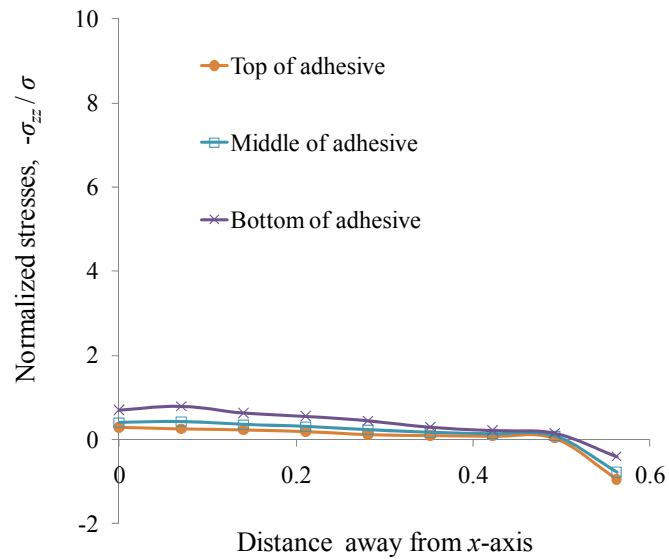 Normalized stresses, -σzz / σ
10
8
6
4
2
0
-2
Top of adhesive
Middle of adhesive
Bottom of adhesive
0
0.2
0.4
0.6
Distance away from x-axis